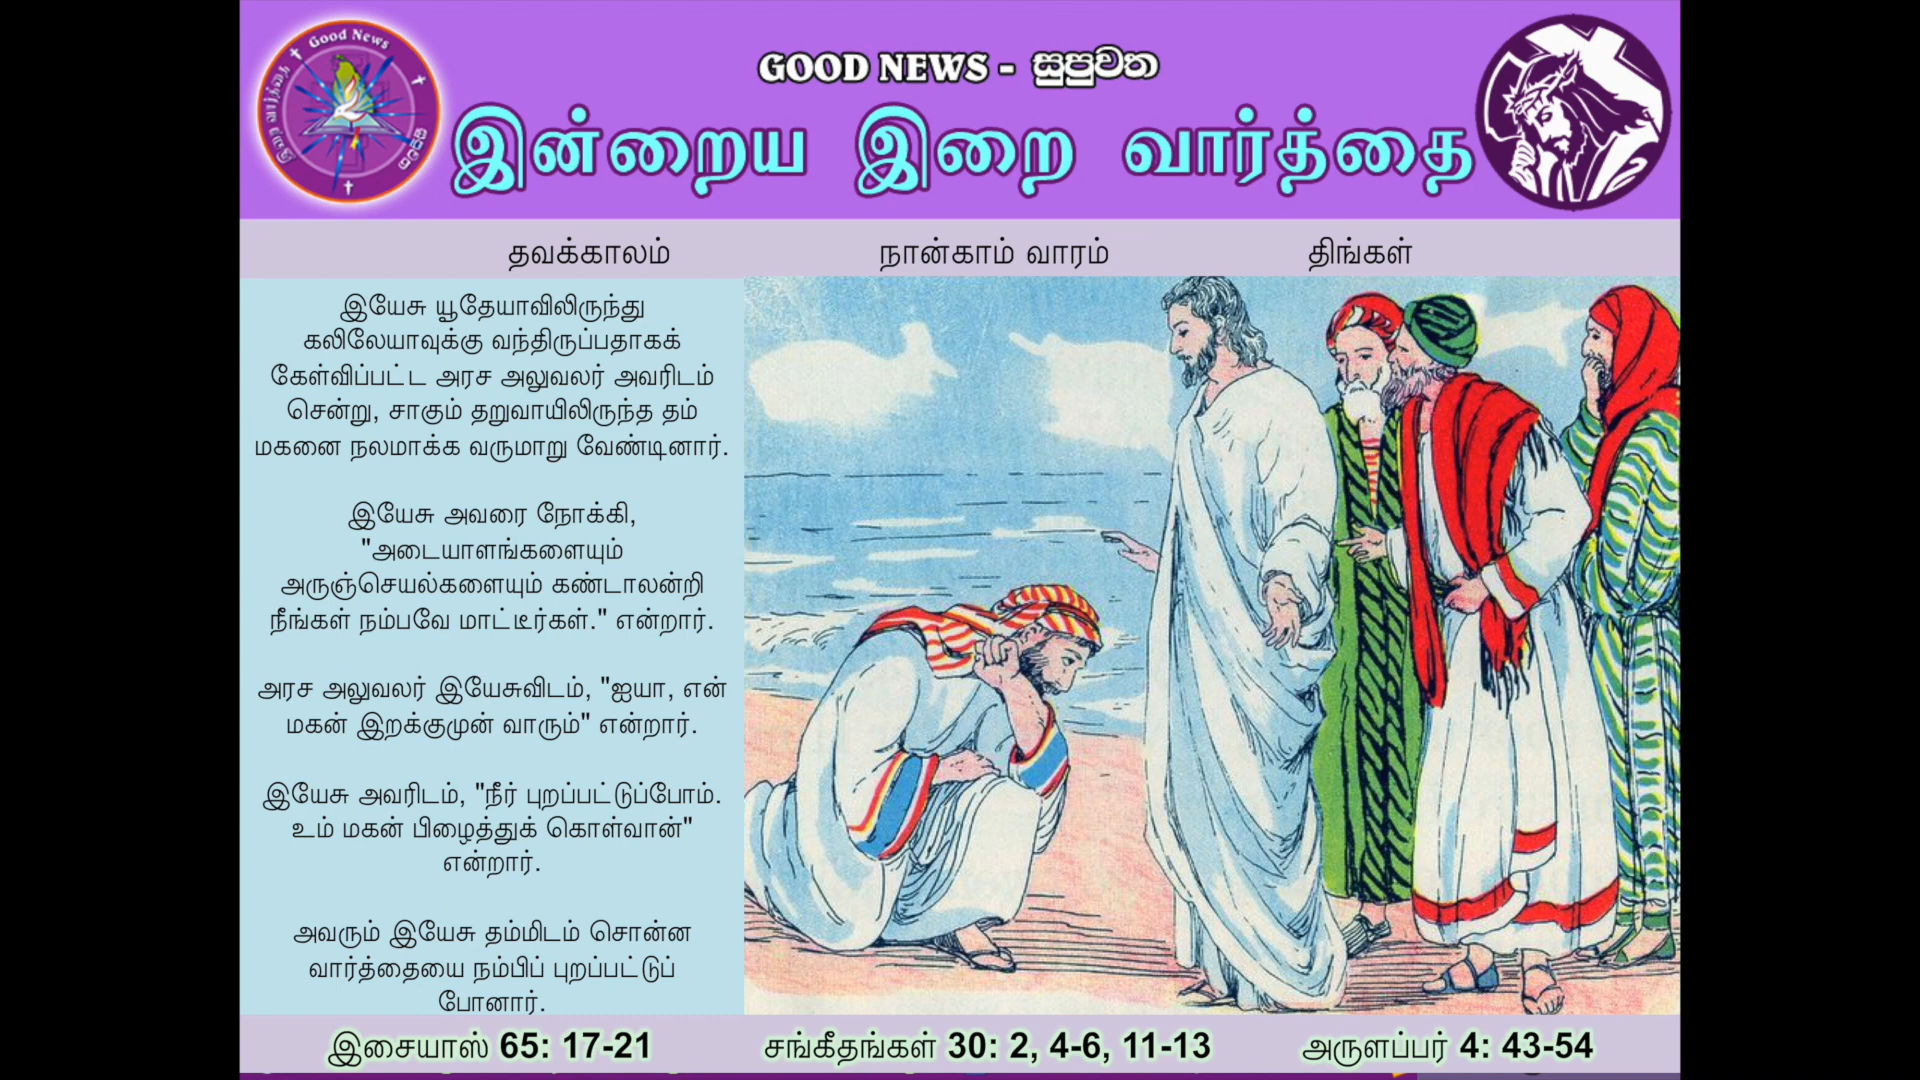 Good News
GOOD NEWS - සුපුවත
இன்றைய இறை வார்த்தை
தவக்காலம் நான்காம் வாரம் திங்கள்
இயேசு யூதேயாவிலிருந்து
கலிலேயாவுக்கு வந்திருப்பதாகக்
கேள்விப்பட்ட அரச அலுவலர் அவரிடம்
சென்று, சாகும் தறுவாயிலிருந்த தம்
மகனை நலமாக்க வருமாறு வேண்டினார்.
இயேசு அவரை நோக்கி,
"அடையாளங்களையும்
அருஞ்செயல்களையும் கண்டாலன்றி
நீங்கள் நம்பவே மாட்டீர்கள்." என்றார்.
அரச அலுவலர் இயேசுவிடம், "ஐயா, என்
மகன் இறக்குமுன் வாரும்" என்றார்.
இயேசு அவரிடம், "நீர் புறப்பட்டுப்போம்.
உம் மகன் பிழைத்துக் கொள்வான்"
என்றார்.
அவரும் இயேசு தம்மிடம் சொன்ன
வார்த்தையை நம்பிப் புறப்பட்டுப்
போனார்.
இசையாஸ் 65: 17-21 சங்கீதங்கள் 30: 2, 4-6, 11-13 அருளப்பர் 4: 43-54